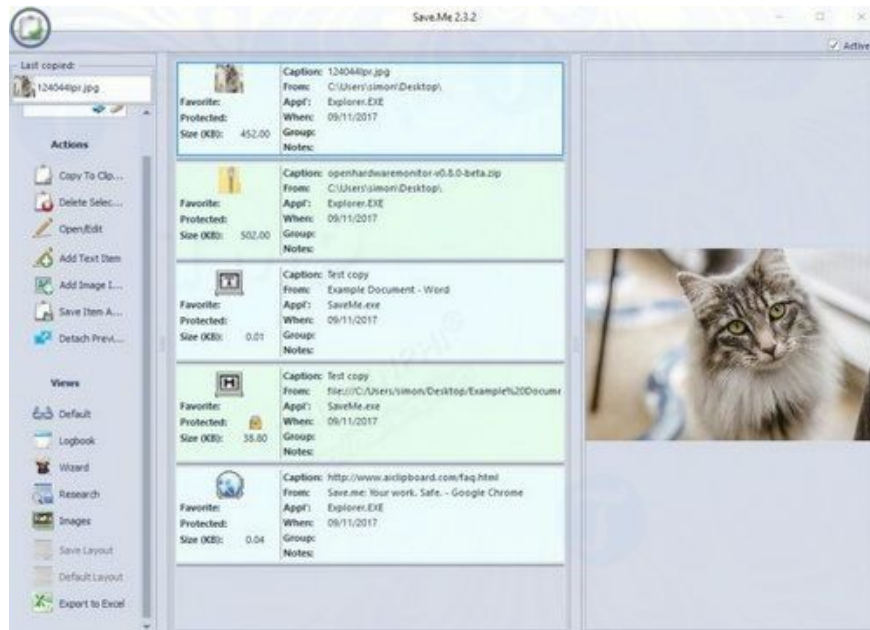 Save.Me 2.3.2
Active
Last copied:
124044lpr.jpg
Actions
Copy To Clip...
Delete Selec...
Open/Edit
Add Text Item
Add Image I...
Save Item A...
Detach Previ...
Views
Default
Logbook
Wizard
Research
Images
Save Layout
Default Layout
Export to Excel
Caption: 124044lpr.jpg
From: C:\Users\simon\Desktop\
Favorite: Appl': Explorer.EXE
Protected: When: 09/11/2017
Size (KB): 452.00 Group:
Notes:
Caption: openhardwaremonitor-v0.8.0-beta.zip
From: C:\Users\simon\Desktop\
Favorite: Appl': Explorer.EXE
Protected: When: 09/11/2017
Size (KB): 502.00 Group:
Notes:
T
Caption: Test copy
From: Example Document - Word
Favorite: Appl': SaveMe.exe
Protected: When: 09/11/2017
Size (KB): 0.01 Group:
Notes:
H
Caption: Test copy
From: file:///C:/Users/simon/Desktop/Example%20Docume
Favorite: Appl': SaveMe.exe
Protected: When: 09/11/2017
Size (KB): 38.80 Group:
Notes:
Caption: http://www.aiclipboard.com/faq.html
From: Save.me: Your work. Safe. - Google Chrome
Favorite: Appl': Explorer.EXE
Protected: When: 09/11/2017
Size (KB): 0.04 Group:
Notes: